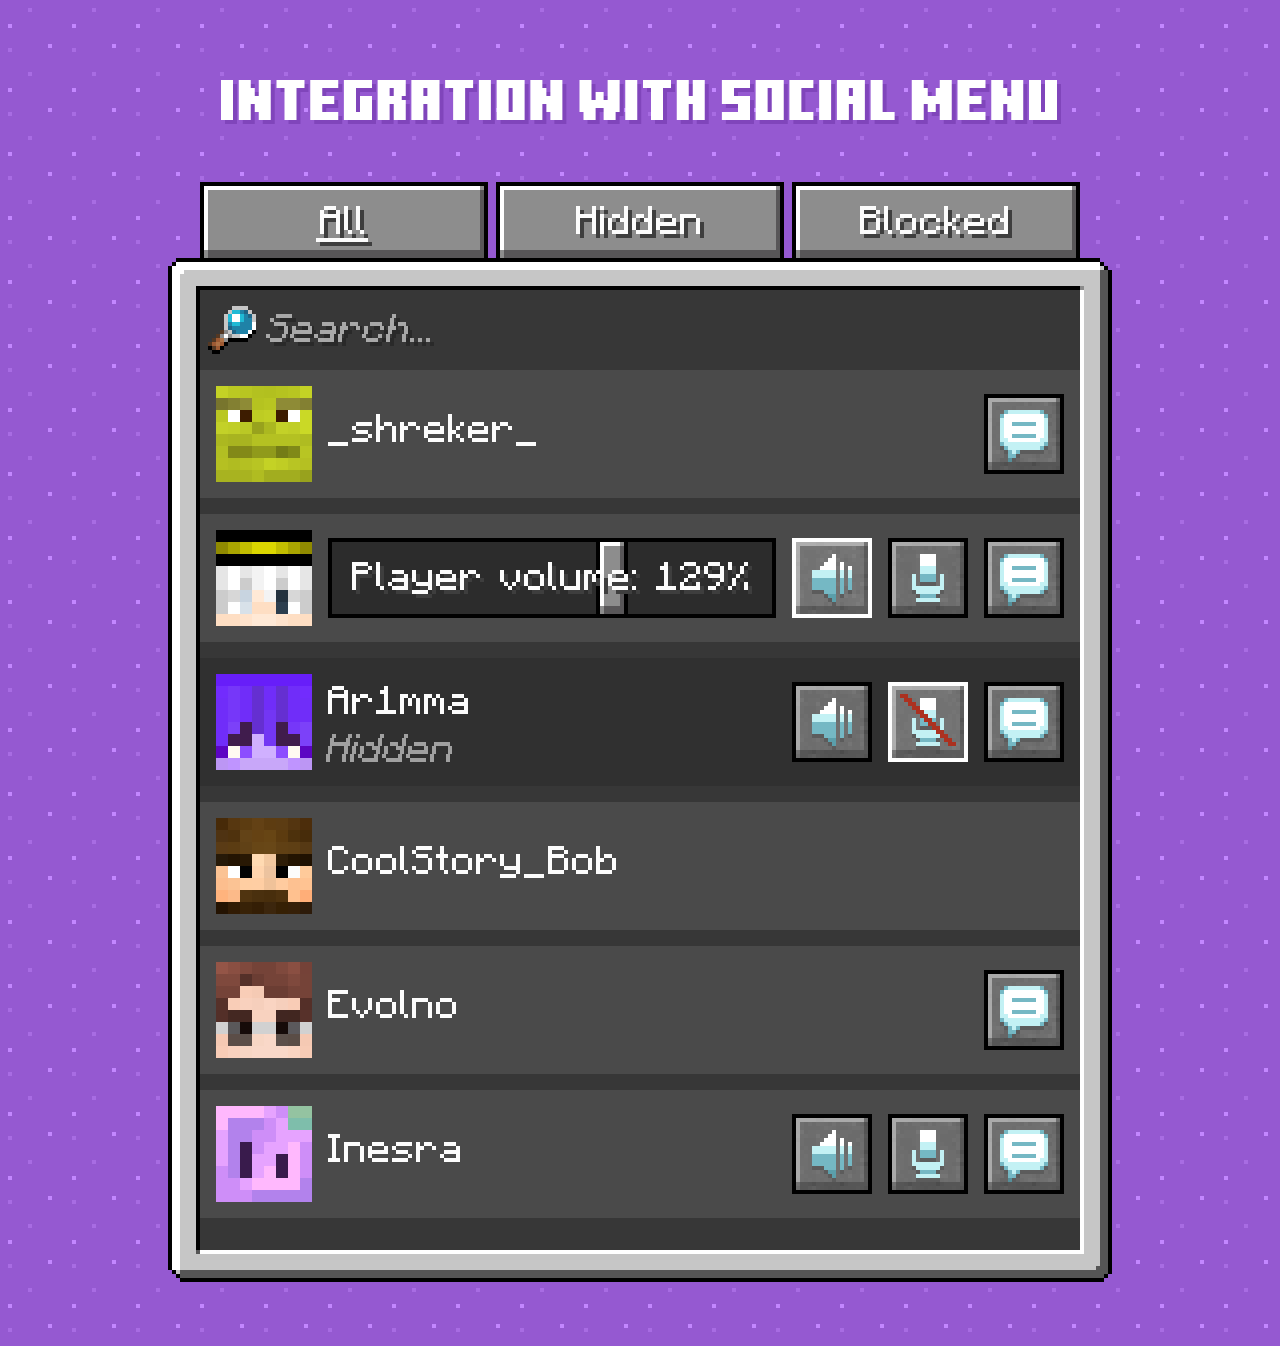 INTEGRATION WITH SOCIAL MENU
All
Hidden
Blocked
Search...
_shreker_
Player volume: 129%
Ar1mma
Hidden
CoolStory_Bob
Evolno
Inesra